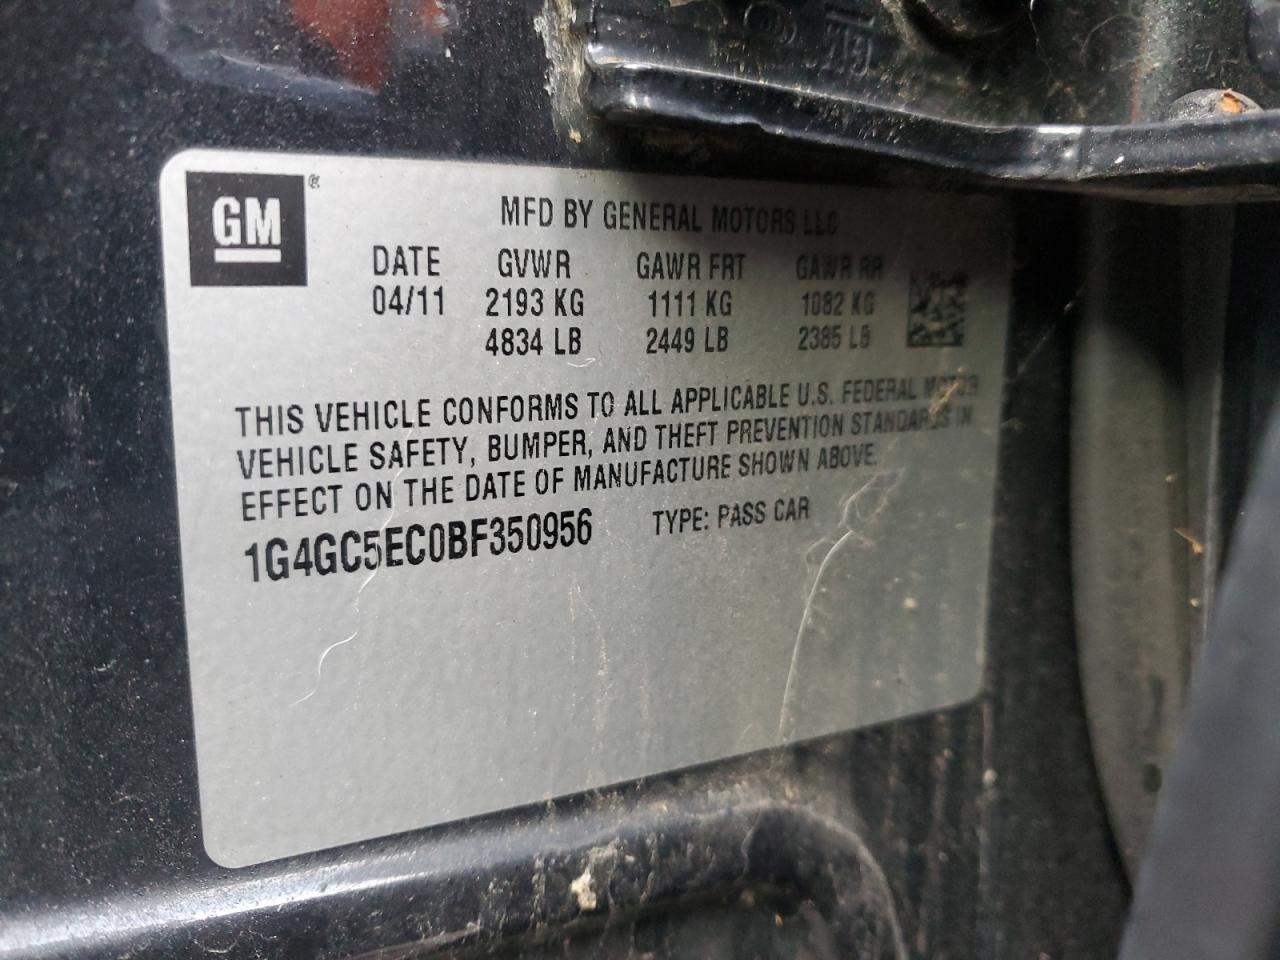 GM®
MFD BY GENERAL MOTORS LLC
DATE GVWR GAWR FRT GAWR RR
04/11 2193 KG 1111 KG 1082 KG
4834 LB 2449 LB 2385 LB
THIS VEHICLE CONFORMS TO ALL APPLICABLE U.S. FEDERAL MOTOR
VEHICLE SAFETY, BUMPER, AND THEFT PREVENTION STANDARDS IN
EFFECT ON THE DATE OF MANUFACTURE SHOWN ABOVE.
1G4GC5EC0BF350956 TYPE: PASS CAR